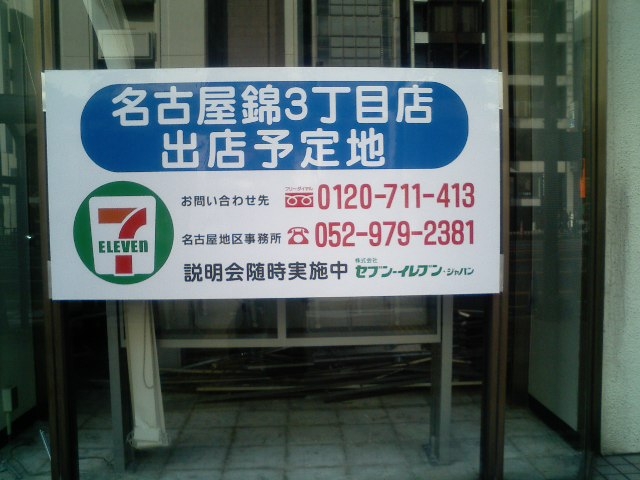 名古屋錦3丁目店
出店予定地
お問い合わせ先 フリーダイヤル 0120-711-413
名古屋地区事務所 ☎ 052-979-2381
7
ELEVEN
説明会随時実施中 株式会社 セブン-イレブン・ジャパン